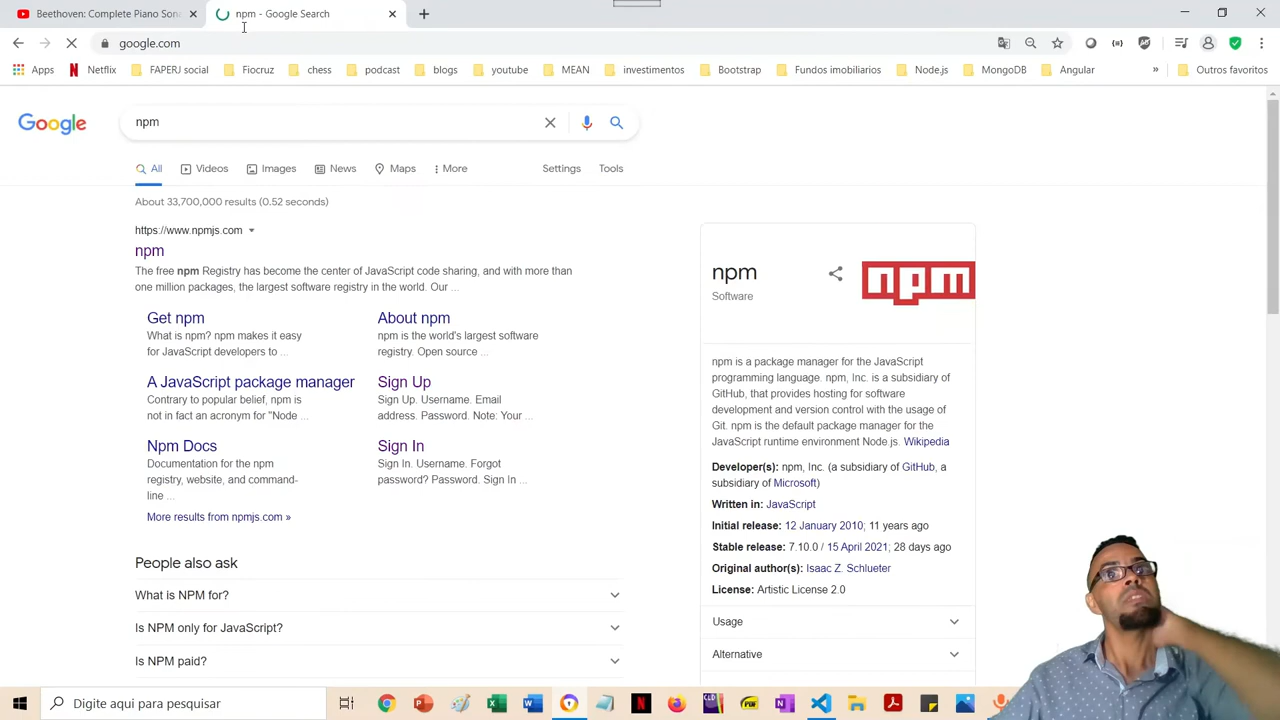 Beethoven: Complete Piano Sona
npm - Google Search
google.com
Apps
Netflix
FAPERJ social
Fiocruz
chess
podcast
blogs
youtube
MEAN
investimentos
Bootstrap
Fundos imobiliarios
Node.js
MongoDB
Angular
»
Outros favoritos
Google
npm
All
Videos
Images
News
Maps
More
Settings
Tools
About 33,700,000 results (0.52 seconds)
https://www.npmjs.com
npm
The free npm Registry has become the center of JavaScript code sharing, and with more than
one million packages, the largest software registry in the world. Our ...
Get npm
What is npm? npm makes it easy
for JavaScript developers to ...
About npm
npm is the world's largest software
registry. Open source ...
A JavaScript package manager
Contrary to popular belief, npm is
not in fact an acronym for "Node ...
Sign Up
Sign Up. Username. Email
address. Password. Note: Your ...
Npm Docs
Documentation for the npm
registry, website, and command-
line ...
Sign In
Sign In. Username. Forgot
password? Password. Sign In ...
More results from npmjs.com »
People also ask
What is NPM for?
Is NPM only for JavaScript?
Is NPM paid?
npm
Software
npm
npm is a package manager for the JavaScript
programming language. npm, Inc. is a subsidiary of
GitHub, that provides hosting for software
development and version control with the usage of
Git. npm is the default package manager for the
JavaScript runtime environment Node.js. Wikipedia
Developer(s): npm, Inc. (a subsidiary of GitHub, a
subsidiary of Microsoft)
Written in: JavaScript
Initial release: 12 January 2010; 11 years ago
Stable release: 7.10.0 / 15 April 2021; 28 days ago
Original author(s): Isaac Z. Schlueter
License: Artistic License 2.0
Usage
Alternative
Digite aqui para pesquisar